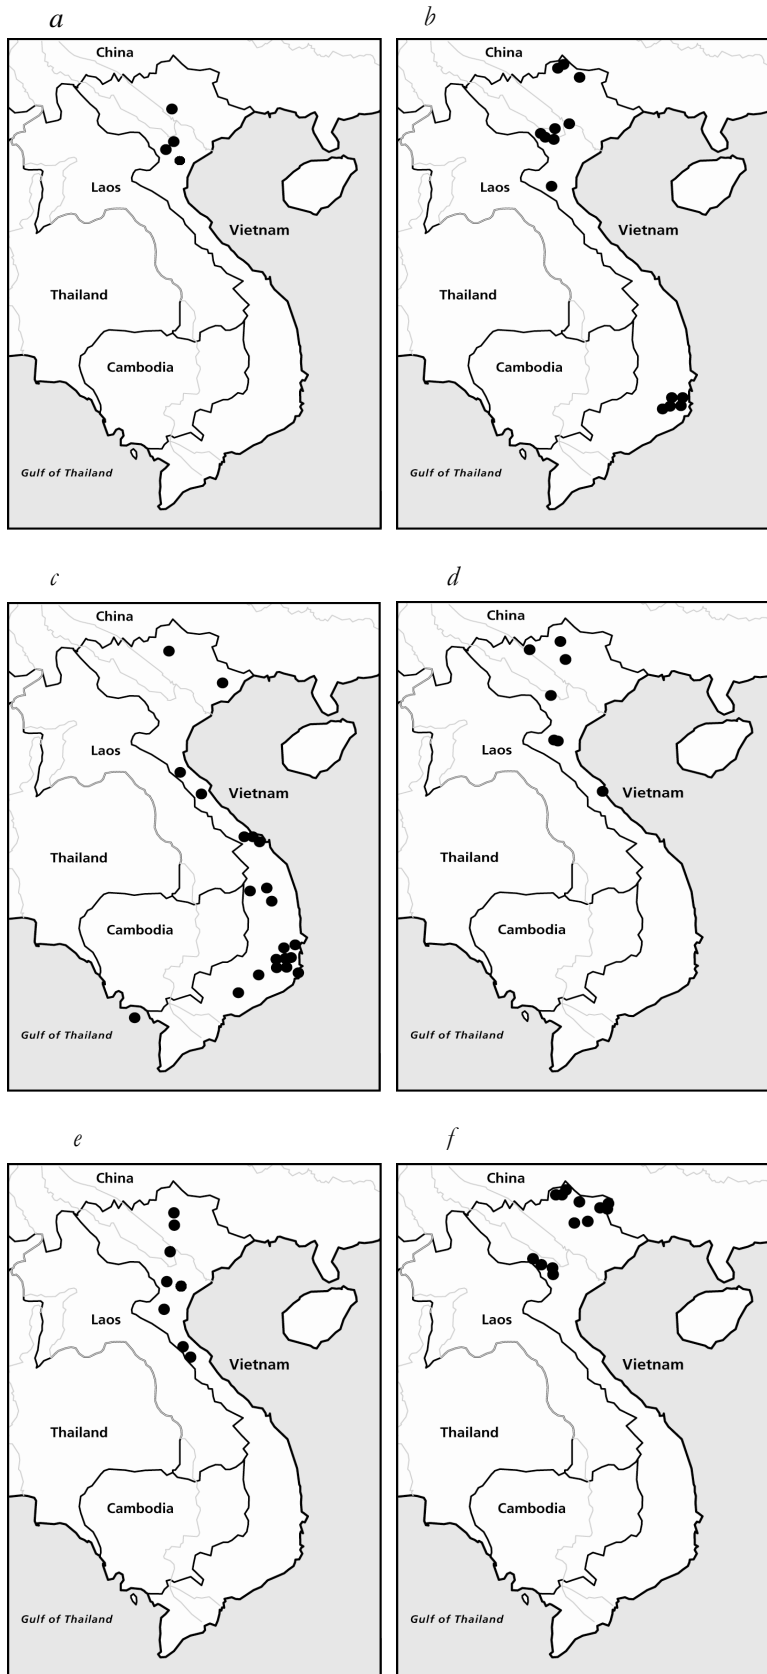 a
b
China
China
Laos
Laos
Vietnam
Vietnam
Thailand
Thailand
Cambodia
Cambodia
Gulf of Thailand
Gulf of Thailand
c
d
China
China
Laos
Laos
Vietnam
Vietnam
Thailand
Thailand
Cambodia
Cambodia
Gulf of Thailand
Gulf of Thailand
e
f
China
China
Laos
Laos
Vietnam
Vietnam
Thailand
Thailand
Cambodia
Cambodia
Gulf of Thailand
Gulf of Thailand